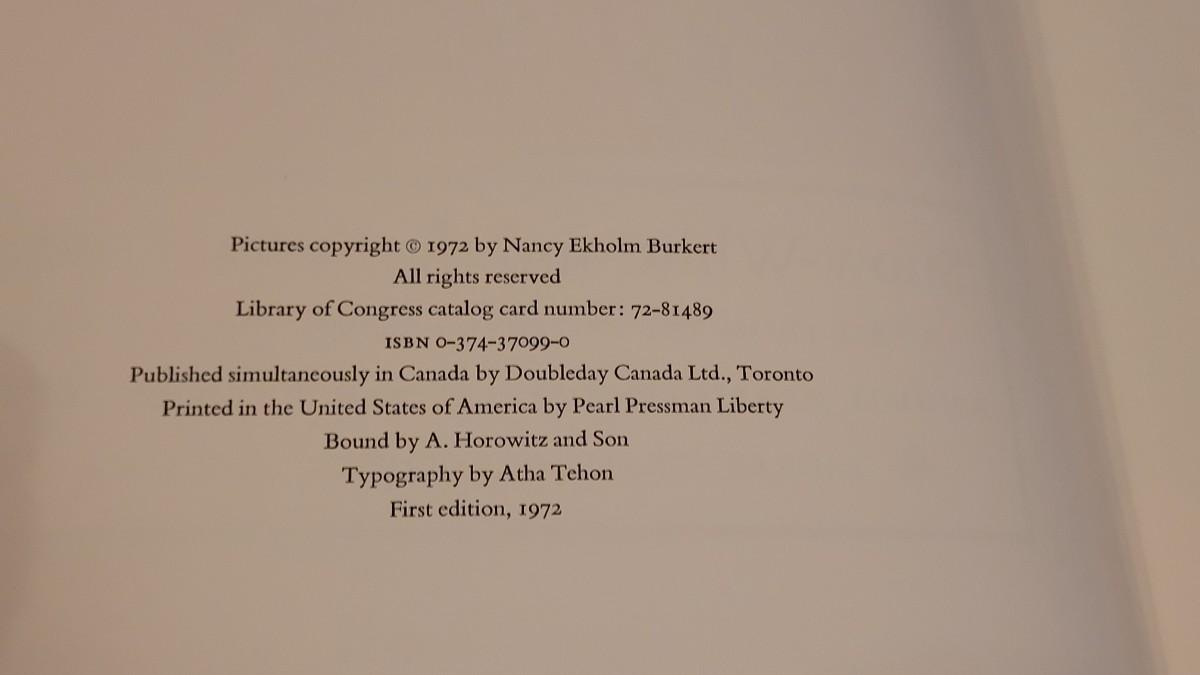 Pictures copyright © 1972 by Nancy Ekholm Burkert
All rights reserved
Library of Congress catalog card number: 72-81489
ISBN 0-374-37099-0
Published simultaneously in Canada by Doubleday Canada Ltd., Toronto
Printed in the United States of America by Pearl Pressman Liberty
Bound by A. Horowitz and Son
Typography by Atha Tehon
First edition, 1972